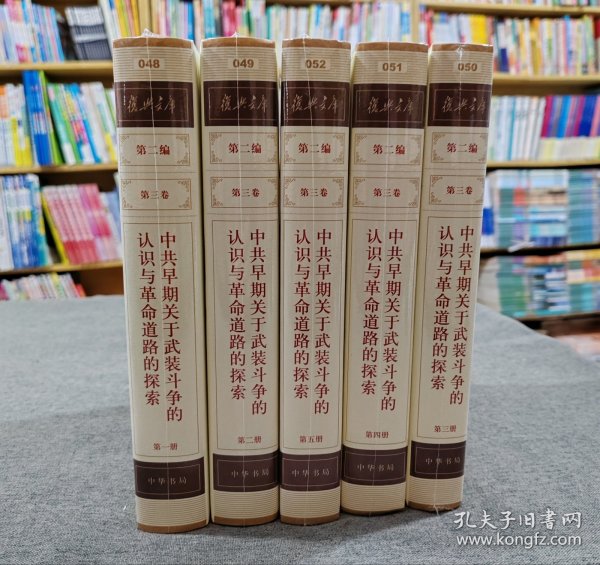 048
復興文库
第二编
第三卷
中共早期关于武装斗争的
认识与革命道路的探索
第一册
中华书局
049
復興文库
第二编
第三卷
中共早期关于武装斗争的
认识与革命道路的探索
第二册
中华书局
052
復興文库
第二编
第三卷
中共早期关于武装斗争的
认识与革命道路的探索
第五册
中华书局
051
復興文库
第二编
第三卷
中共早期关于武装斗争的
认识与革命道路的探索
第四册
中华书局
050
復興文库
第二编
第三卷
中共早期关于武装斗争的
认识与革命道路的探索
第三册
中华书局
孔夫子旧书网
www.kongfz.com